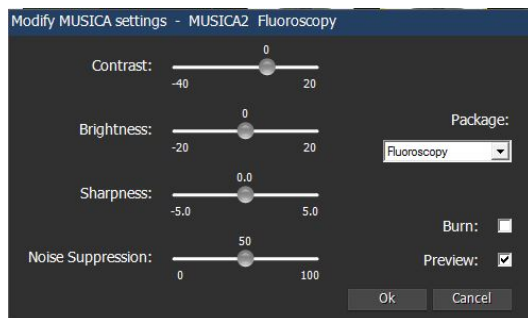 Modify MUSICA settings - MUSICA2 Fluoroscopy
0
Contrast:
-40 20
0
Brightness:
-20 20
Package:
Fluoroscopy
0.0
Sharpness:
-5.0 5.0
Burn:
50
Noise Suppression:
0 100
Preview:
Ok Cancel